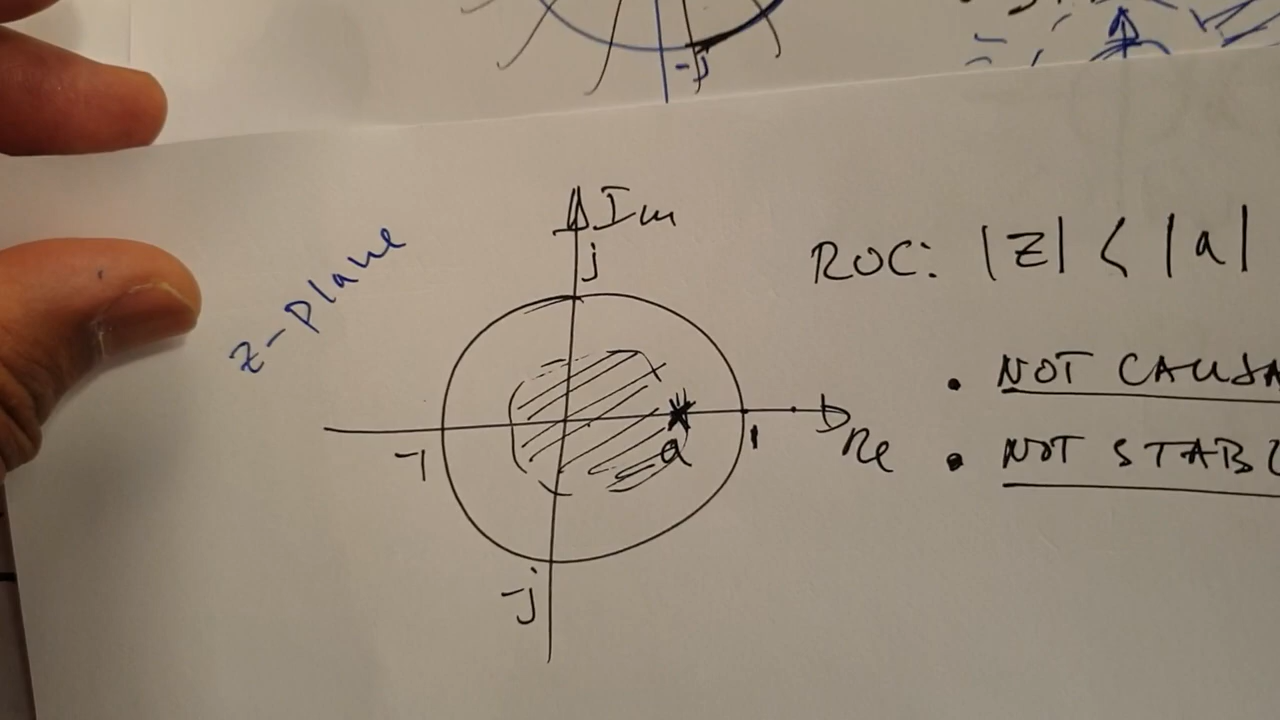 -j
z-plane
Im
j
ROC: |z| < |a|
• NOT CAUSA
-1
a
1
Re
• NOT STAB
-j